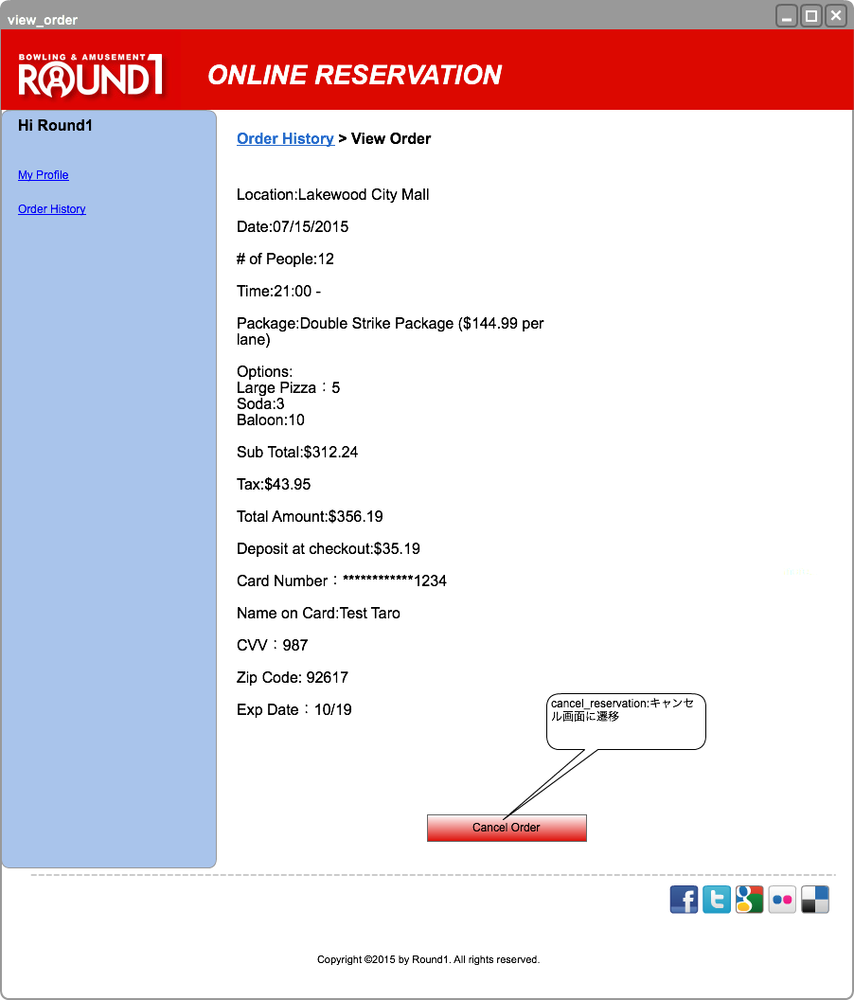 view_order
BOWLING & AMUSEMENT
ROUND1
ONLINE RESERVATION
Hi Round1
My Profile
Order History
Order History > View Order
Location:Lakewood City Mall
Date:07/15/2015
# of People:12
Time:21:00 -
Package:Double Strike Package ($144.99 per
lane)
Options:
Large Pizza：5
Soda:3
Baloon:10
Sub Total:$312.24
Tax:$43.95
Total Amount:$356.19
Deposit at checkout:$35.19
Card Number：************1234
Name on Card:Test Taro
CVV：987
Zip Code: 92617
Exp Date：10/19
cancel_reservation:キャンセ
ル画面に遷移
Cancel Order
Copyright ©2015 by Round1. All rights reserved.